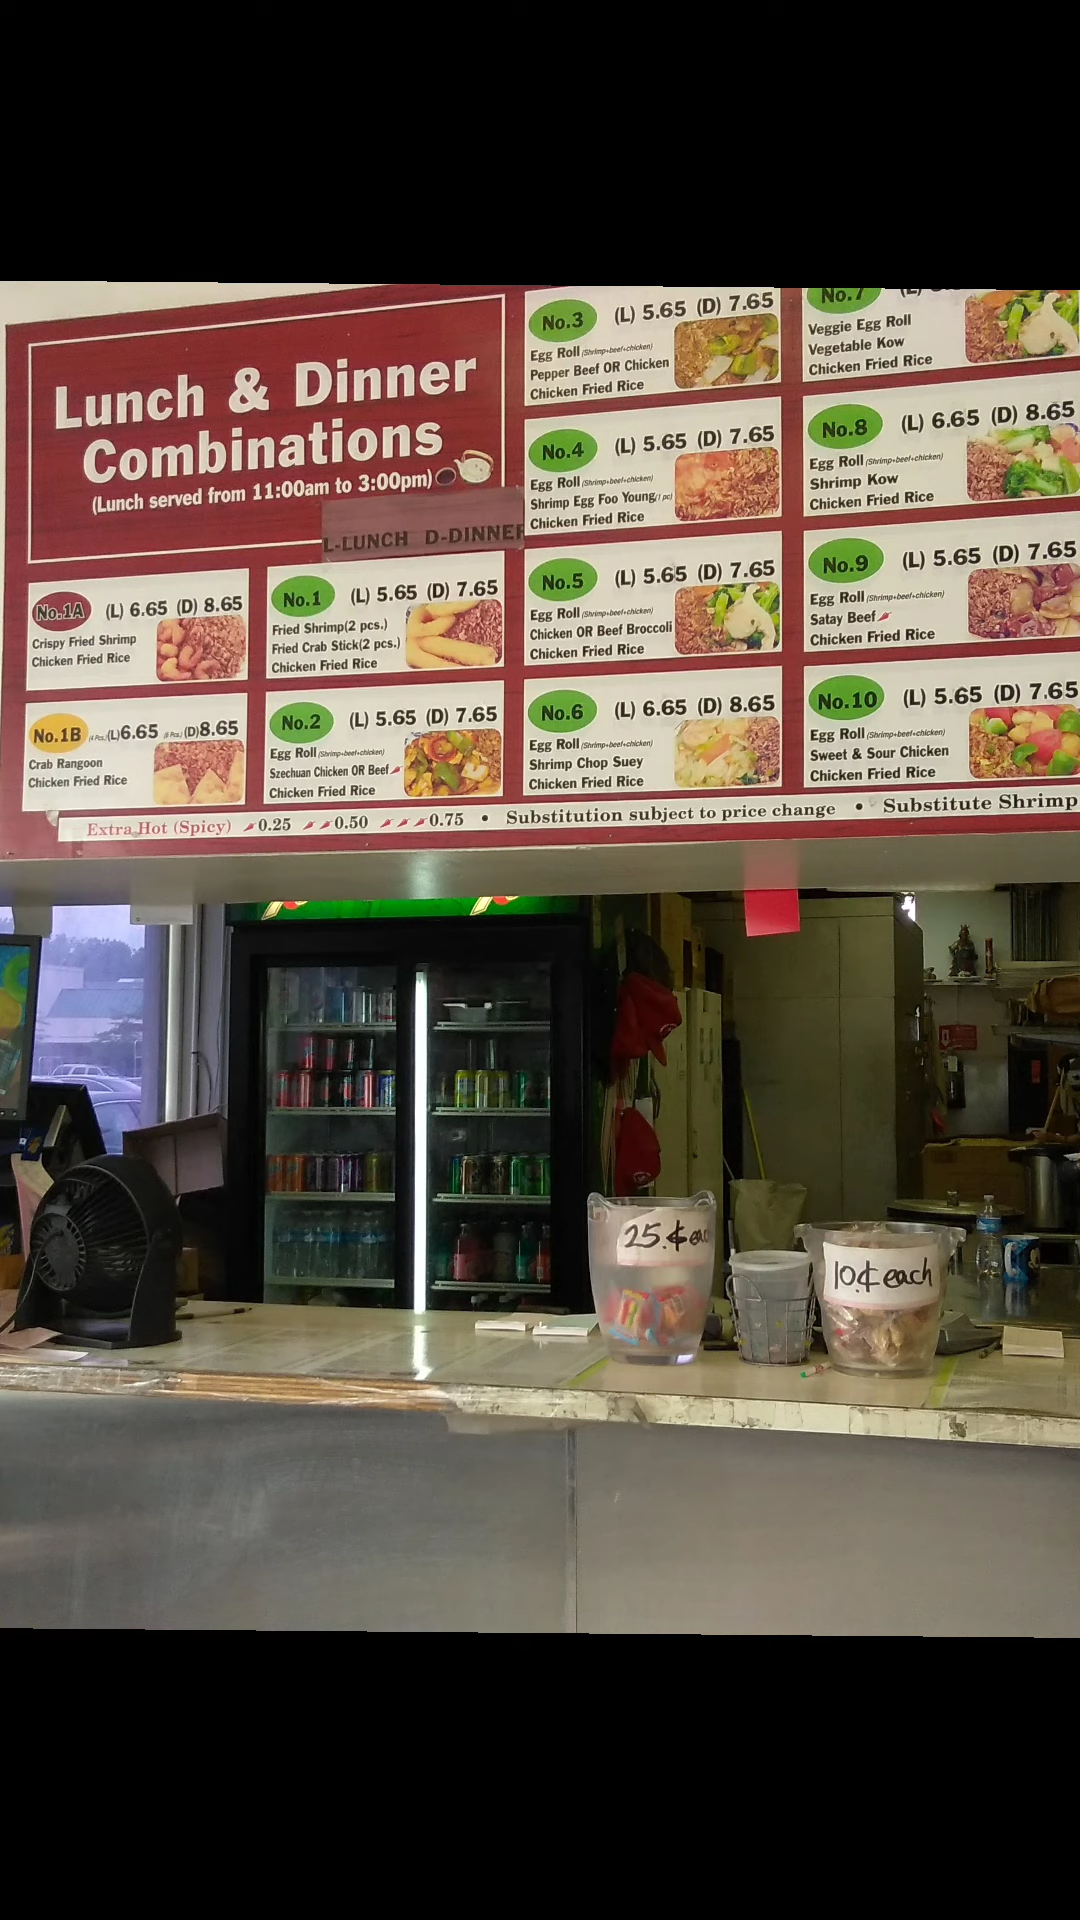 Lunch & Dinner
Combinations
(Lunch served from 11:00am to 3:00pm)
L-LUNCH D-DINNER
No.1A (L) 6.65 (D) 8.65
Crispy Fried Shrimp
Chicken Fried Rice
No.1B (4 Pcs.) (L)6.65 (8 Pcs.) (D)8.65
Crab Rangoon
Chicken Fried Rice
No.1 (L) 5.65 (D) 7.65
Fried Shrimp(2 pcs.)
Fried Crab Stick(2 pcs.)
Chicken Fried Rice
No.2 (L) 5.65 (D) 7.65
Egg Roll (Shrimp+beef+chicken)
Szechuan Chicken OR Beef
Chicken Fried Rice
No.3 (L) 5.65 (D) 7.65
Egg Roll (Shrimp+beef+chicken)
Pepper Beef OR Chicken
Chicken Fried Rice
No.4 (L) 5.65 (D) 7.65
Egg Roll (Shrimp+beef+chicken)
Shrimp Egg Foo Young(1 pc)
Chicken Fried Rice
No.5 (L) 5.65 (D) 7.65
Egg Roll (Shrimp+beef+chicken)
Chicken OR Beef Broccoli
Chicken Fried Rice
No.6 (L) 6.65 (D) 8.65
Egg Roll (Shrimp+beef+chicken)
Shrimp Chop Suey
Chicken Fried Rice
No.7
Veggie Egg Roll
Vegetable Kow
Chicken Fried Rice
No.8 (L) 6.65 (D) 8.65
Egg Roll (Shrimp+beef+chicken)
Shrimp Kow
Chicken Fried Rice
No.9 (L) 5.65 (D) 7.65
Egg Roll (Shrimp+beef+chicken)
Satay Beef
Chicken Fried Rice
No.10 (L) 5.65 (D) 7.65
Egg Roll (Shrimp+beef+chicken)
Sweet & Sour Chicken
Chicken Fried Rice
Extra Hot (Spicy) 0.25 0.50 0.75 • Substitution subject to price change • Substitute Shrimp
25.¢ each
10.¢ each